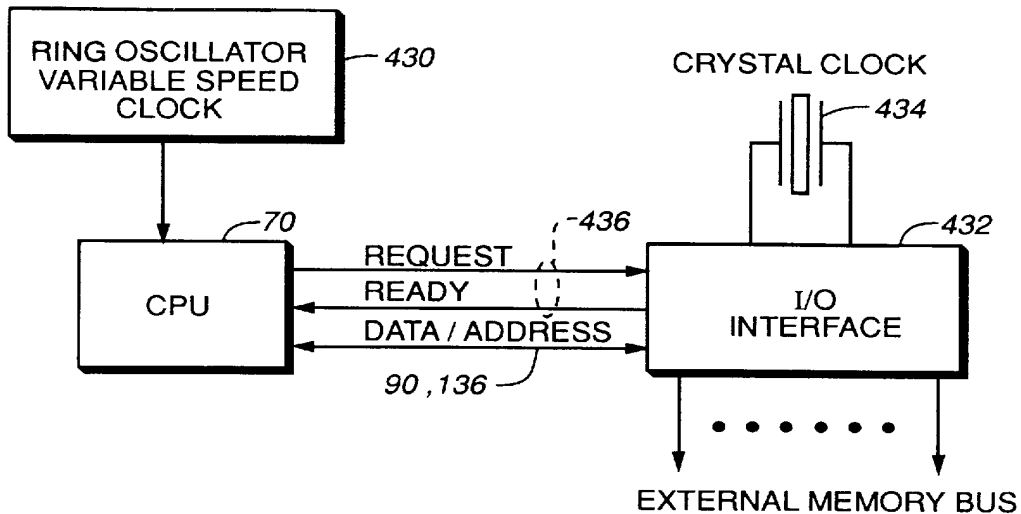 RING OSCILLATOR
VARIABLE SPEED
CLOCK
430
CRYSTAL CLOCK
434
70
436
432
CPU
REQUEST
READY
DATA / ADDRESS
90 ,136
I/O
INTERFACE
EXTERNAL MEMORY BUS